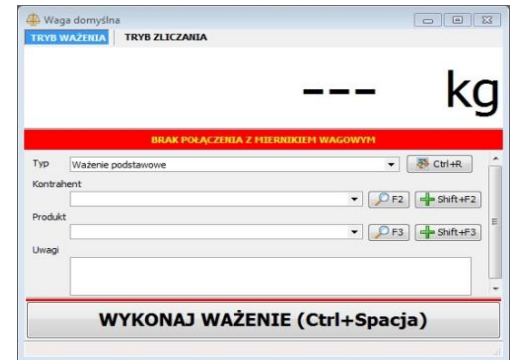 Waga domyślna
TRYB WAŻENIA TRYB ZLICZANIA
--- kg
BRAK POŁĄCZENIA Z MIERNIKIEM WAGOWYM
Typ Ważenie podstawowe Ctrl+R
Kontrahent
F2 Shift+F2
Produkt
F3 Shift+F3
Uwagi
WYKONAJ WAŻENIE (Ctrl+Spacja)